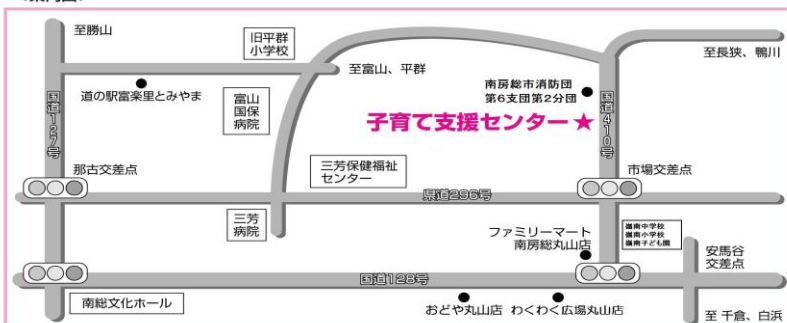 至勝山
旧平群
小学校
至長狭、鴨川
至富山、平群
道の駅富楽里とみやま
国道127号
富山
国保
病院
南房総市消防団
第6支団第2分団
子育て支援センター★
国道410号
那古交差点
三芳保健福祉
センター
市場交差点
県道296号
三芳
病院
ファミリーマート
南房総丸山店
嶺南中学校
嶺南小学校
嶺南子ども園
安馬谷
交差点
国道128号
南総文化ホール
おどや丸山店
わくわく広場丸山店
至 千倉、白浜